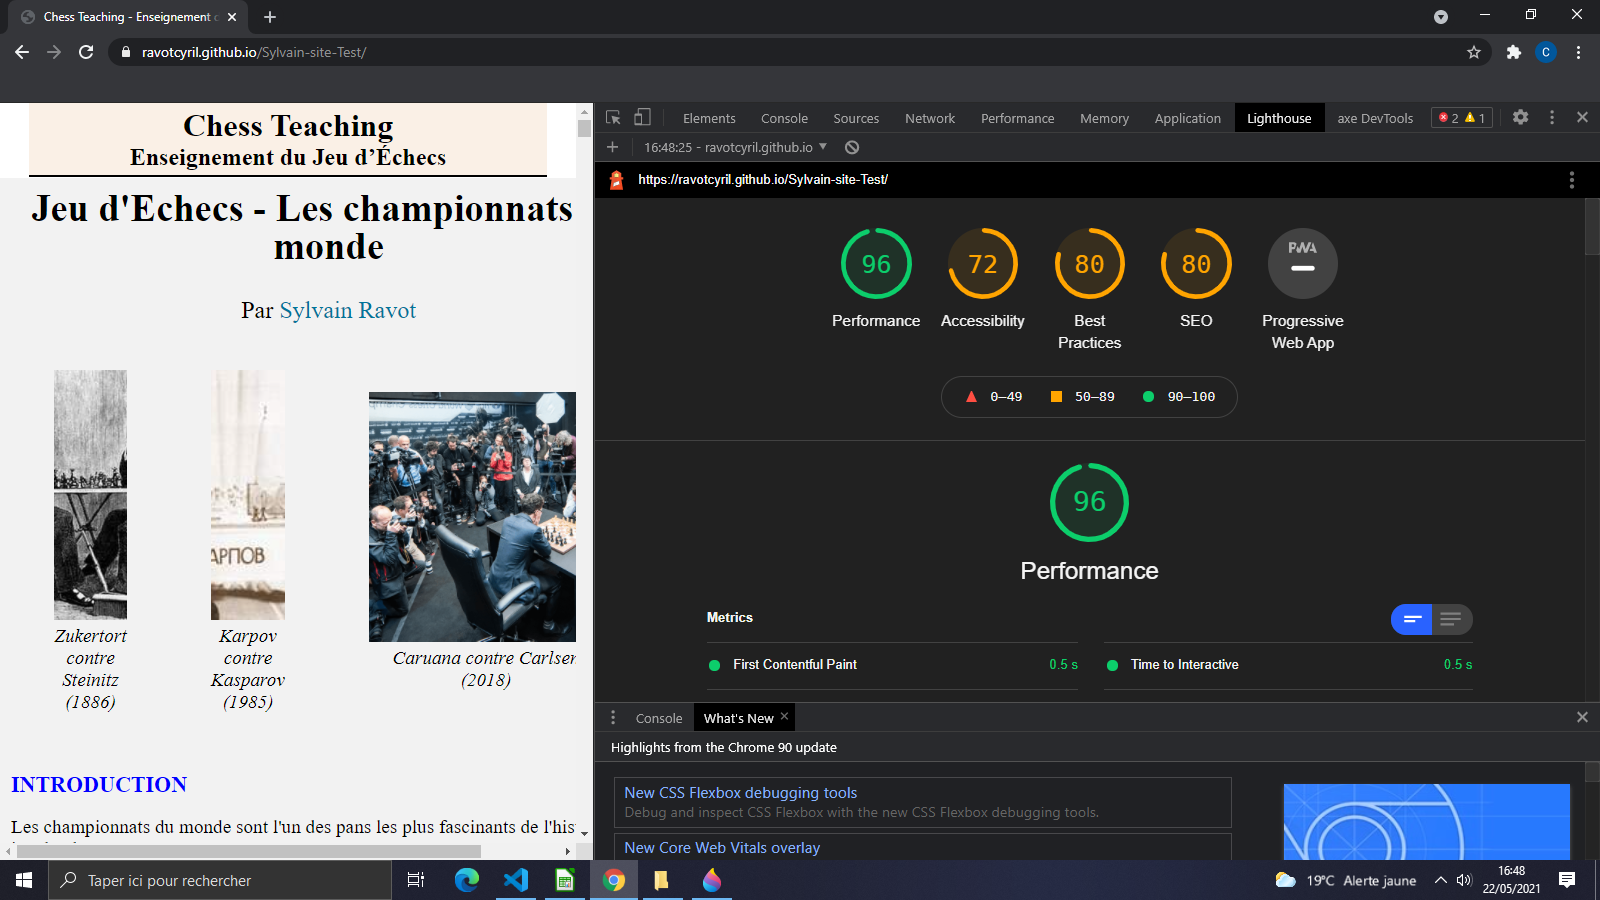 Chess Teaching - Enseignement d
ravotcyril.github.io/Sylvain-site-Test/
C
Chess Teaching
Enseignement du Jeu d'Échecs
Jeu d'Echecs - Les championnats
monde
Par Sylvain Ravot
АРПОВ
Zukertort
contre
Steinitz
(1886)
Karpov
contre
Kasparov
(1985)
Caruana contre Carlsen
(2018)
INTRODUCTION
Les championnats du monde sont l'un des pans les plus fascinants de l'his
Elements Console Sources Network Performance Memory Application Lighthouse axe DevTools 2 1
16:48:25 - ravotcyril.github.io
https://ravotcyril.github.io/Sylvain-site-Test/
96 72 80 80 PWA
Performance Accessibility Best Practices SEO Progressive Web App
0–49 50–89 90–100
96
Performance
Metrics
First Contentful Paint 0.5 s Time to Interactive 0.5 s
Console What's New
Highlights from the Chrome 90 update
New CSS Flexbox debugging tools
Debug and inspect CSS Flexbox with the new CSS Flexbox debugging tools.
New Core Web Vitals overlay
Taper ici pour rechercher
19°C Alerte jaune
16:48
22/05/2021